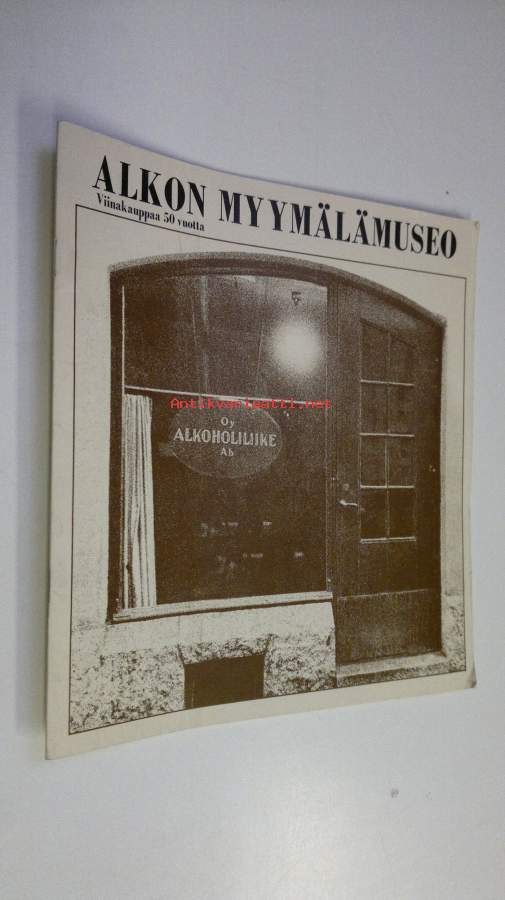 ALKON MYYMÄLÄMUSEO
Viinakauppaa 50 vuotta
Antikvariaatti.net
Oy
ALKOHOLILIIKE
Ab